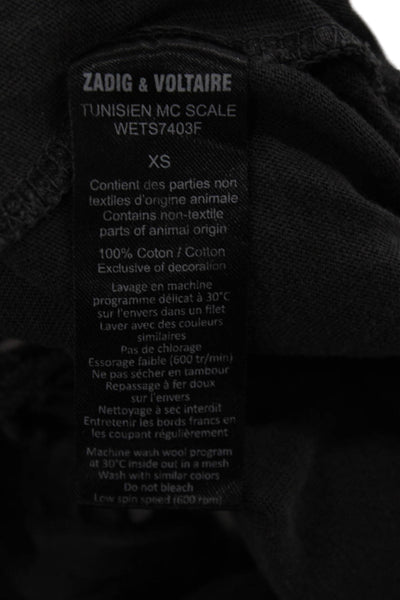 ZADIG & VOLTAIRE
TUNISIEN MC SCALE
WETS7403F
XS
Contient des parties non
textiles d'origine animale
Contains non-textile
parts of animal origin
100% Coton / Cotton
Exclusive of decoration
Lavage en machine
programme délicat à 30°C
sur l'envers dans un filet
Laver avec des couleurs
similaires
Pas de chlorage
Essorage faible (600 tr/min)
Ne pas sécher en tambour
Repassage à fer doux
sur l'envers
Nettoyage à sec interdit
Entretenir les bords francs en
les coupant régulièrement
Machine wash wool program
at 30°C inside out in a mesh
Wash with similar colors
Do not bleach
Low spin speed (600 rpm)